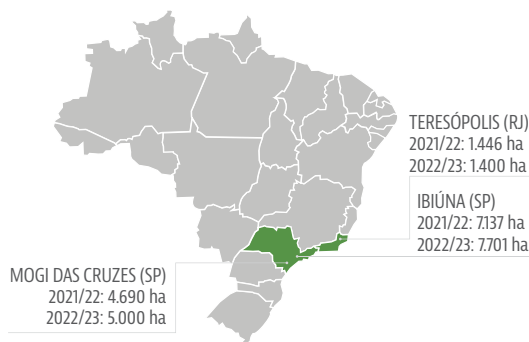 TERESÓPOLIS (RJ)
2021/22: 1.446 ha
2022/23: 1.400 ha
IBIÚNA (SP)
2021/22: 7.137 ha
2022/23: 7.701 ha
MOGI DAS CRUZES (SP)
2021/22: 4.690 ha
2022/23: 5.000 ha